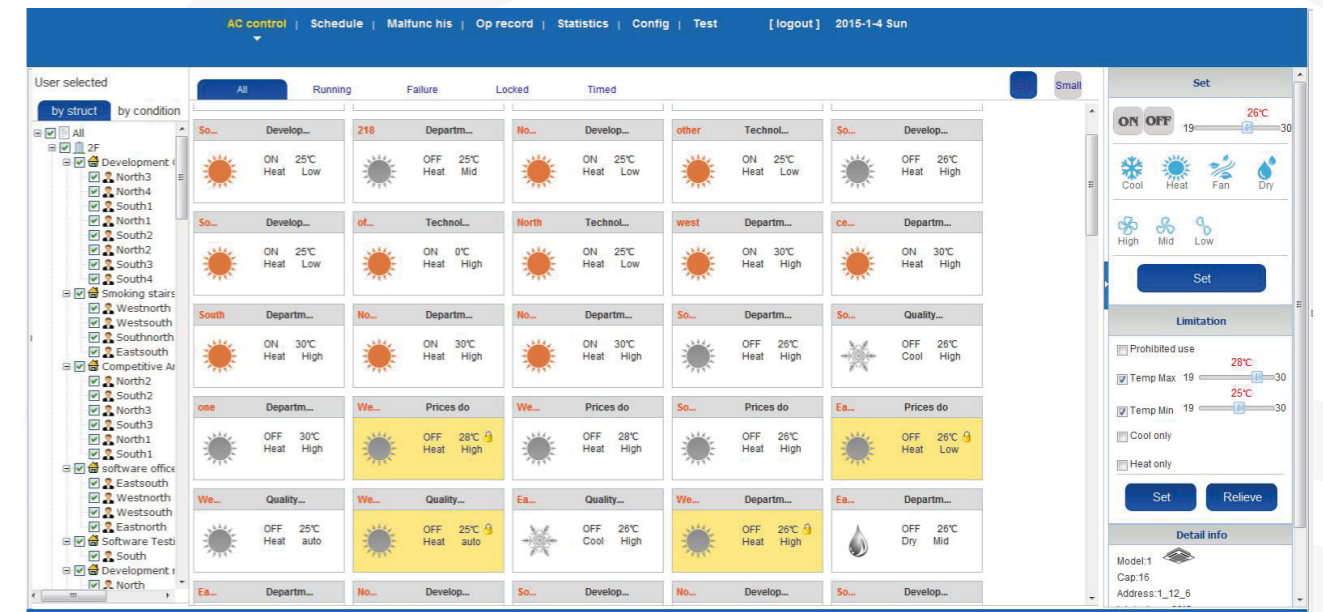 AC control | Schedule | Malfunc his | Op record | Statistics | Config | Test [ logout ] 2015-1-4 Sun
User selected
by struct by condition
All
2F
Development (
North3
North4
South1
North1
South2
North2
South3
South4
Smoking stairs
Westnorth
Westsouth
Southnorth
Eastsouth
Competitive Ar
North2
South2
North3
South3
North1
South1
software office
Eastsouth
Westnorth
Westsouth
Eastnorth
Software Testi
South
Development r
North
All Running Failure Locked Timed Small
So... Develop... 218 Departm... No... Develop... other Technol... So... Develop...
ON 25℃ OFF 25℃ ON 25℃ ON 25℃ OFF 26℃
Heat Low Heat Mid Heat Low Heat Low Heat High
So... Develop... of... Technol... North Technol... west Departm... ce... Departm...
ON 25℃ ON 0℃ ON 25℃ ON 30℃ ON 30℃
Heat Low Heat High Heat Low Heat High Heat High
South Departm... No... Departm... No... Departm... So... Departm... So... Quality...
ON 30℃ ON 30℃ ON 30℃ OFF 26℃ OFF 26℃
Heat High Heat High Heat High Heat High Cool High
one Departm... We... Prices do We... Prices do So... Prices do Ea... Prices do
OFF 30℃ OFF 28℃ OFF 28℃ OFF 26℃ OFF 26℃
Heat High Heat High Heat High Heat High Heat Low
We... Quality... We... Quality... Ea... Quality... We... Departm... Ea... Departm...
OFF 25℃ OFF 25℃ OFF 26℃ OFF 26℃ OFF 26℃
Heat auto Heat auto Cool High Heat High Dry Mid
Ea... Departm... No... Develop... So... Develop... No... Develop... So... Develop...
Set
ON OFF 19 26℃ 30
Cool Heat Fan Dry
High Mid Low
Set
Limitation
Prohibited use
28℃
Temp Max 19 30
25℃
Temp Min 19 30
Cool only
Heat only
Set Relieve
Detail info
Model:1
Cap:16
Address:1_12_6